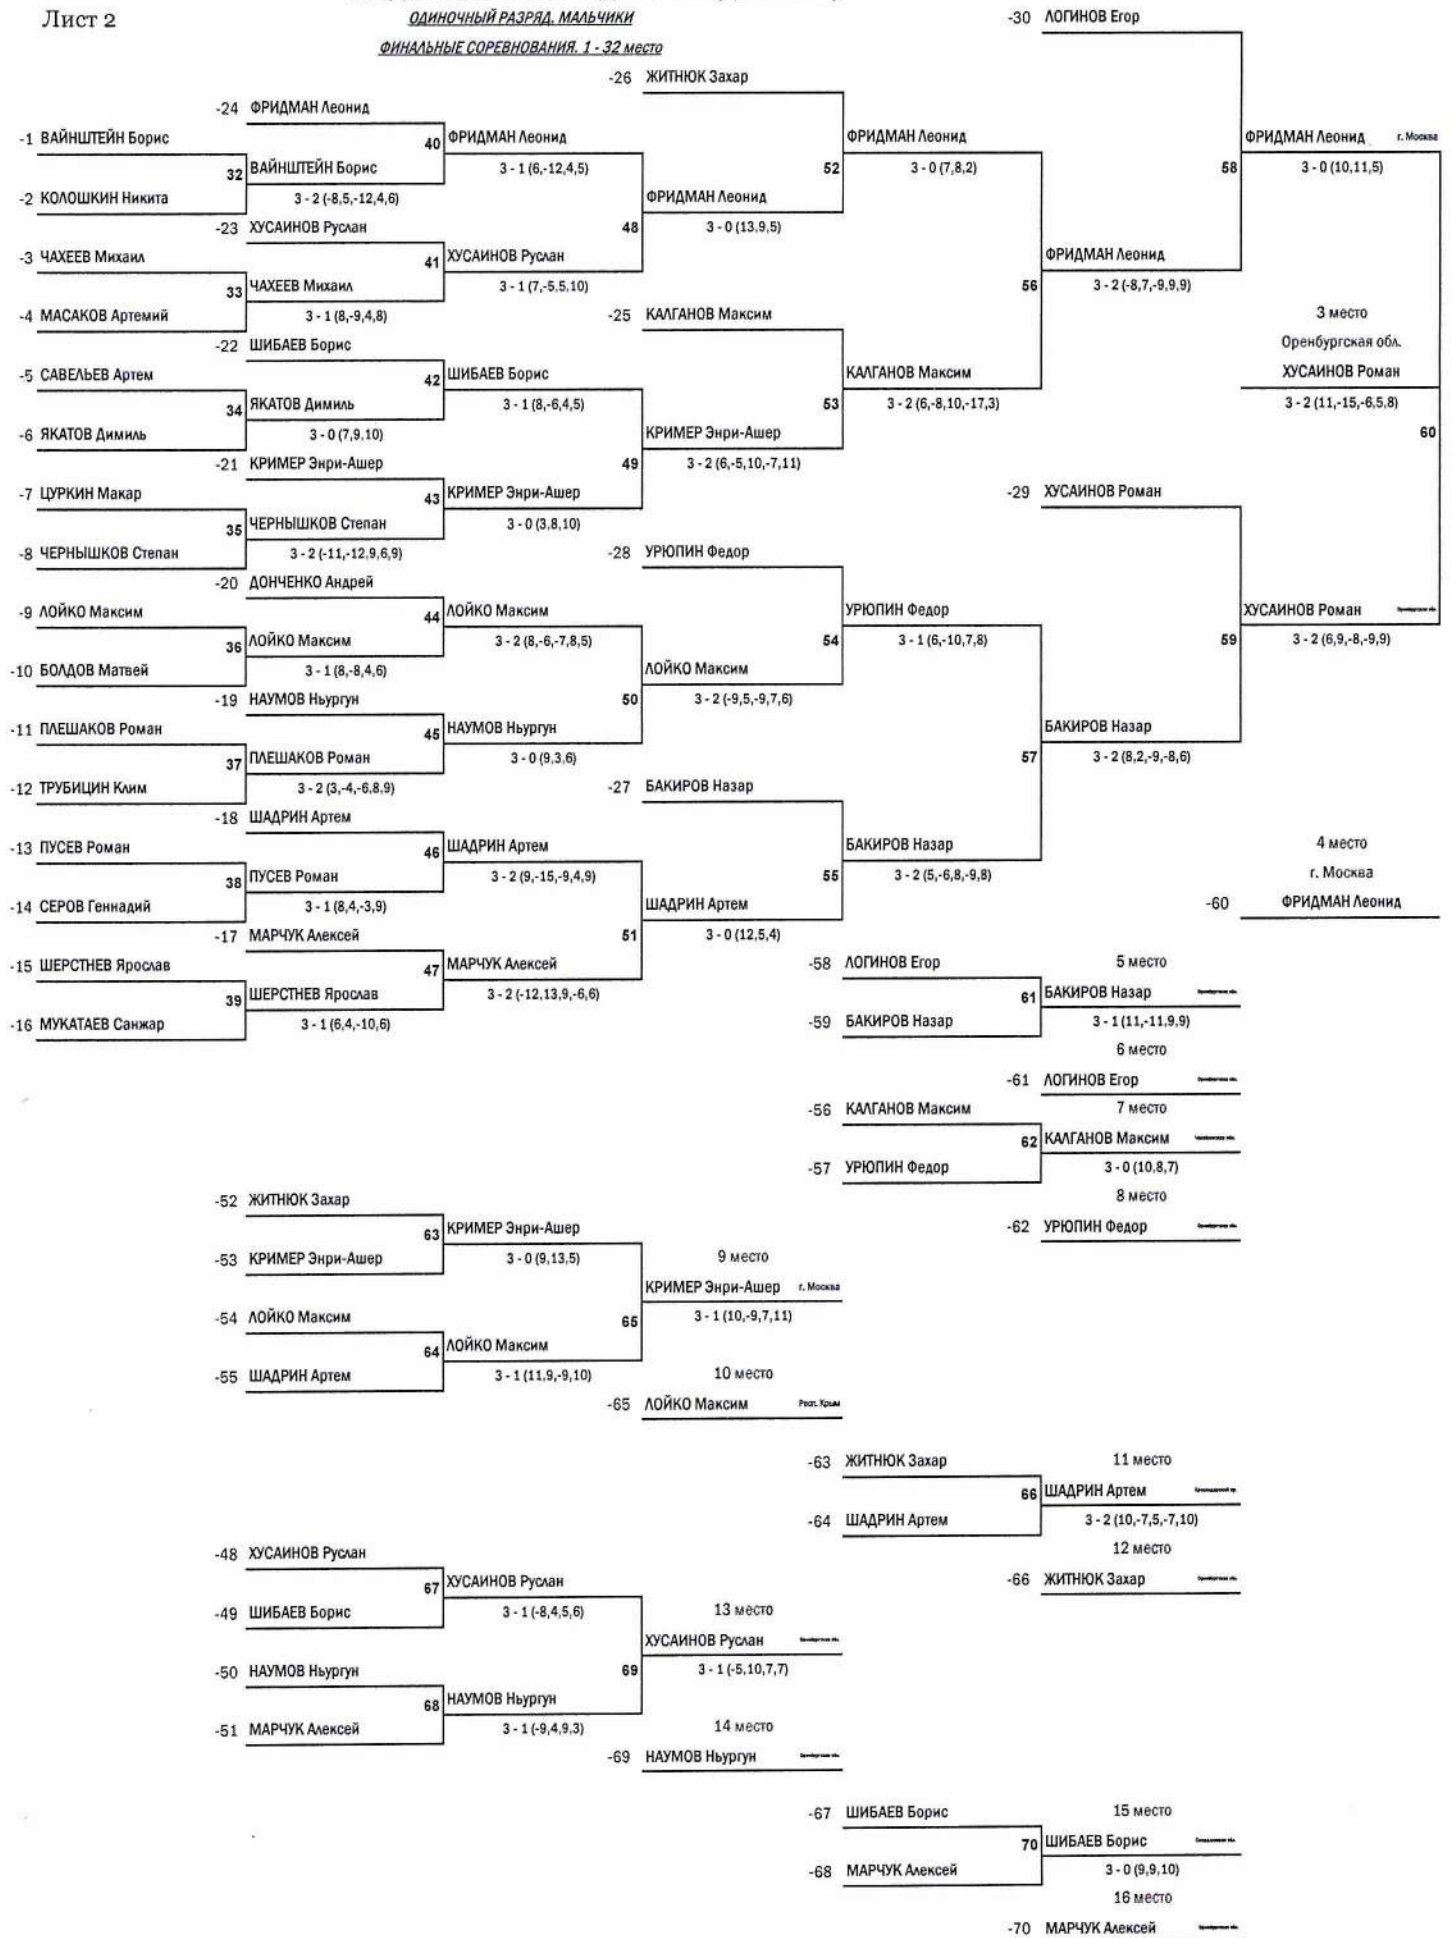 Лист 2
ОДИНОЧНЫЙ РАЗРЯД. МАЛЬЧИКИ
ФИНАЛЬНЫЕ СОРЕВНОВАНИЯ. 1 - 32 место
-30 ЛОГИНОВ Егор
-26 ЖИТНЮК Захар
-24 ФРИДМАН Леонид
-1 ВАЙНШТЕЙН Борис
40 ФРИДМАН Леонид
ФРИДМАН Леонид
ФРИДМАН Леонид г. Москва
32 ВАЙНШТЕЙН Борис
3 - 1 (6,-12,4,5)
52
3 - 0 (7,8,2)
58
3 - 0 (10,11,5)
-2 КОЛОШКИН Никита
3 - 2 (-8,5,-12,4,6)
ФРИДМАН Леонид
-23 ХУСАИНОВ Руслан
48
3 - 0 (13,9,5)
-3 ЧАХЕЕВ Михаил
41 ХУСАИНОВ Руслан
ФРИДМАН Леонид
33 ЧАХЕЕВ Михаил
3 - 1 (7,-5,5,10)
56
3 - 2 (-8,7,-9,9,9)
-4 МАСАКОВ Артемий
3 - 1 (8,-9,4,8)
-25 КАЛГАНОВ Максим
3 место
-22 ШИБАЕВ Борис
Оренбургская обл.
-5 САВЕЛЬЕВ Артем
42 ШИБАЕВ Борис
КАЛГАНОВ Максим
ХУСАИНОВ Роман
34 ЯКАТОВ Димиль
3 - 1 (8,-6,4,5)
53
3 - 2 (6,-8,10,-17,3)
3 - 2 (11,-15,-6,5,8)
-6 ЯКАТОВ Димиль
3 - 0 (7,9,10)
КРИМЕР Энри-Ашер
60
-21 КРИМЕР Энри-Ашер
49
3 - 2 (6,-5,10,-7,11)
-7 ЦУРКИН Макар
43 КРИМЕР Энри-Ашер
-29 ХУСАИНОВ Роман
35 ЧЕРНЫШКОВ Степан
3 - 0 (3,8,10)
-8 ЧЕРНЫШКОВ Степан
3 - 2 (-11,-12,9,6,9)
-28 УРЮПИН Федор
-20 ДОНЧЕНКО Андрей
-9 ЛОЙКО Максим
44 ЛОЙКО Максим
УРЮПИН Федор
ХУСАИНОВ Роман
36 ЛОЙКО Максим
3 - 2 (8,-6,-7,8,5)
54
3 - 1 (6,-10,7,8)
59
3 - 2 (6,9,-8,-9,9)
-10 БОЛДОВ Матвей
3 - 1 (8,-8,4,6)
ЛОЙКО Максим
-19 НАУМОВ Ньургун
50
3 - 2 (-9,5,-9,7,6)
-11 ПЛЕШАКОВ Роман
45 НАУМОВ Ньургун
БАКИРОВ Назар
37 ПЛЕШАКОВ Роман
3 - 0 (9,3,6)
57
3 - 2 (8,2,-9,-8,6)
-12 ТРУБИЦИН Клим
3 - 2 (3,-4,-6,8,9)
-27 БАКИРОВ Назар
-18 ШАДРИН Артем
-13 ПУСЕВ Роман
46 ШАДРИН Артем
БАКИРОВ Назар
4 место
38 ПУСЕВ Роман
3 - 2 (9,-15,-9,4,9)
55
3 - 2 (5,-6,8,-9,8)
г. Москва
-14 СЕРОВ Геннадий
3 - 1 (8,4,-3,9)
ШАДРИН Артем
-60 ФРИДМАН Леонид
-17 МАРЧУК Алексей
51
3 - 0 (12,5,4)
-15 ШЕРСТНЕВ Ярослав
47 МАРЧУК Алексей
-58 ЛОГИНОВ Егор
5 место
39 ШЕРСТНЕВ Ярослав
3 - 2 (-12,13,9,-6,6)
61 БАКИРОВ Назар
-16 МУКАТАЕВ Санжар
3 - 1 (6,4,-10,6)
-59 БАКИРОВ Назар
3 - 1 (11,-11,9,9)
6 место
-61 ЛОГИНОВ Егор
-56 КАЛГАНОВ Максим
7 место
62 КАЛГАНОВ Максим
-57 УРЮПИН Федор
3 - 0 (10,8,7)
8 место
-52 ЖИТНЮК Захар
-62 УРЮПИН Федор
63 КРИМЕР Энри-Ашер
-53 КРИМЕР Энри-Ашер
3 - 0 (9,13,5)
9 место
КРИМЕР Энри-Ашер г. Москва
-54 ЛОЙКО Максим
65
3 - 1 (10,-9,7,11)
64 ЛОЙКО Максим
-55 ШАДРИН Артем
3 - 1 (11,9,-9,10)
10 место
-65 ЛОЙКО Максим Респ. Крым
-63 ЖИТНЮК Захар
11 место
66 ШАДРИН Артем
-64 ШАДРИН Артем
3 - 2 (10,-7,5,-7,10)
12 место
-48 ХУСАИНОВ Руслан
-66 ЖИТНЮК Захар
67 ХУСАИНОВ Руслан
-49 ШИБАЕВ Борис
3 - 1 (-8,4,5,6)
13 место
ХУСАИНОВ Руслан
-50 НАУМОВ Ньургун
69
3 - 1 (-5,10,7,7)
68 НАУМОВ Ньургун
-51 МАРЧУК Алексей
3 - 1 (-9,4,9,3)
14 место
-69 НАУМОВ Ньургун
-67 ШИБАЕВ Борис
15 место
70 ШИБАЕВ Борис
-68 МАРЧУК Алексей
3 - 0 (9,9,10)
16 место
-70 МАРЧУК Алексей